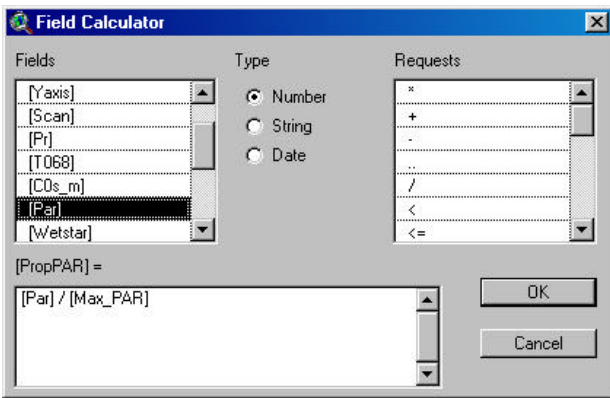 Field Calculator
Fields
Type
Requests
[Yaxis]
[Scan]
[Pr]
[T068]
[C0s_m]
[Par]
[Wetstar]
Number
String
Date
*
+
-
..
/
<
<=
[PropPAR] =
[Par] / [Max_PAR]
OK
Cancel